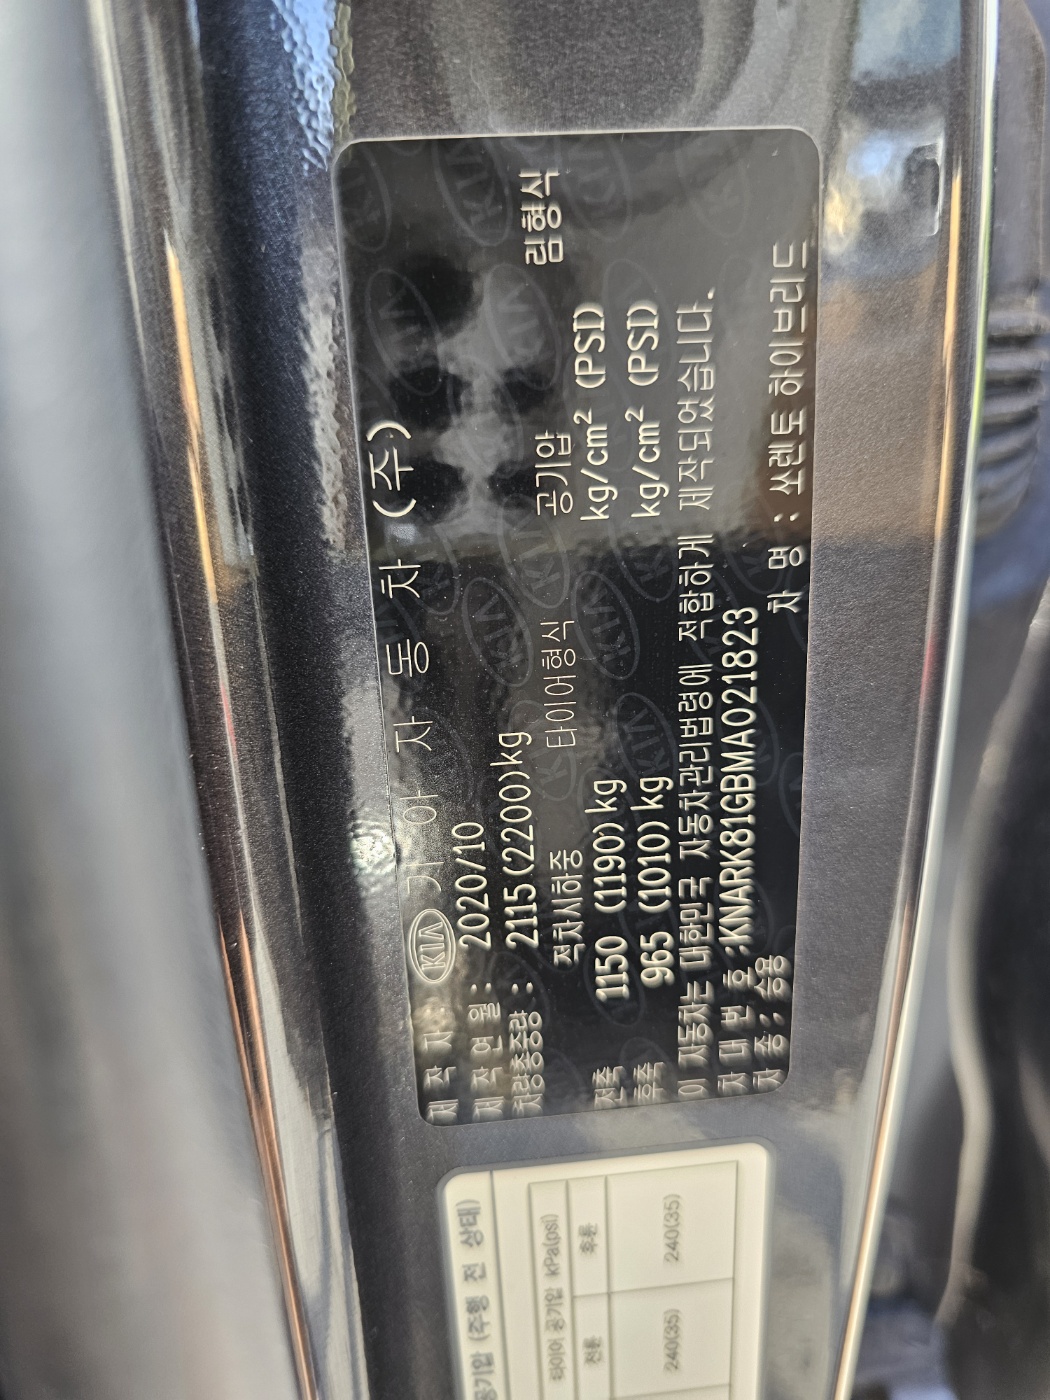 제 작 자 : KIA 기 아 자 동 차 (주)
제 작 연 월 : 2020/10
차량총중량 : 2115(2200)kg
적차시하중 타이어형식 공기압 림형식
전축 1150 (1190)kg kg/cm² (PSI)
후축 965 (1010)kg kg/cm² (PSI)
이 자동차는 대한민국 자동차관리법령에 적합하게 제작되었습니다.
차 대 번 호 :KNARK81GBMA021823
차 종 : 승용 차 명 : 쏘렌토 하이브리드
공기압 (주행 전 상태)
타이어 공기압 KPa(psi)
전륜 후륜
240(35) 240(35)